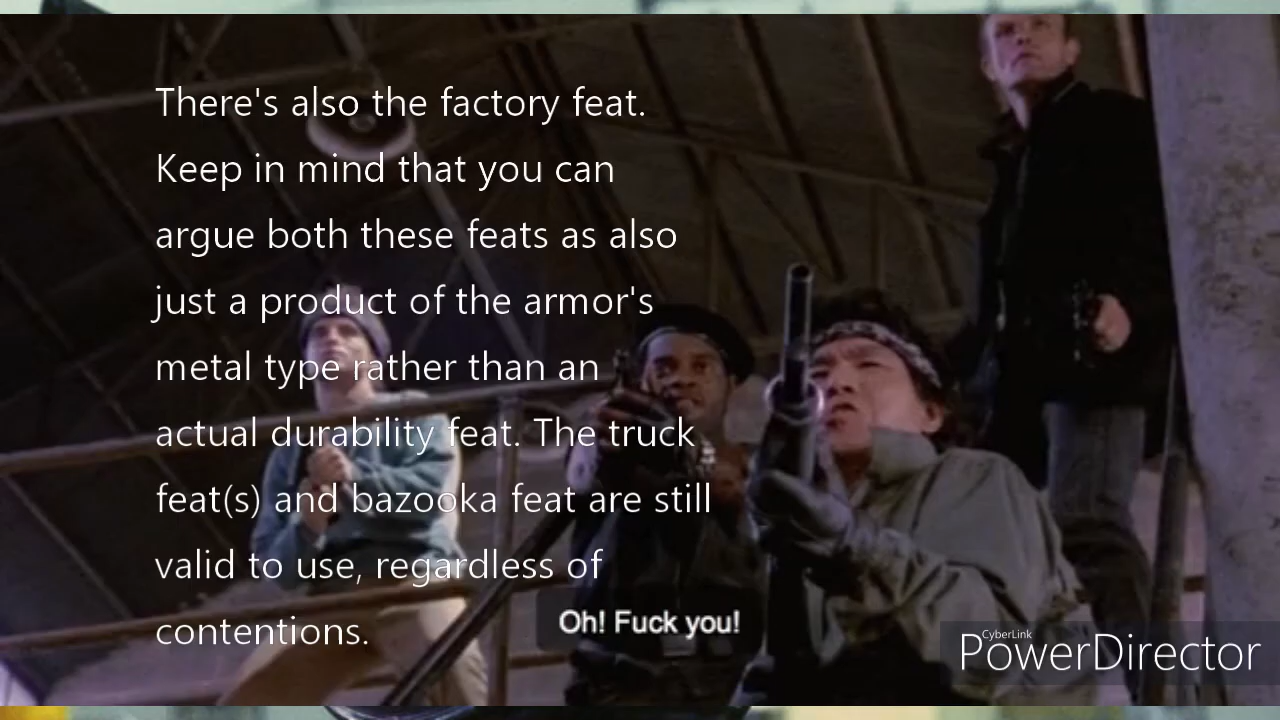 There's also the factory feat.
Keep in mind that you can
argue both these feats as also
just a product of the armor's
metal type rather than an
actual durability feat. The truck
feat(s) and bazooka feat are still
valid to use, regardless of
contentions.
Oh! Fuck you!
CyberLink
PowerDirector